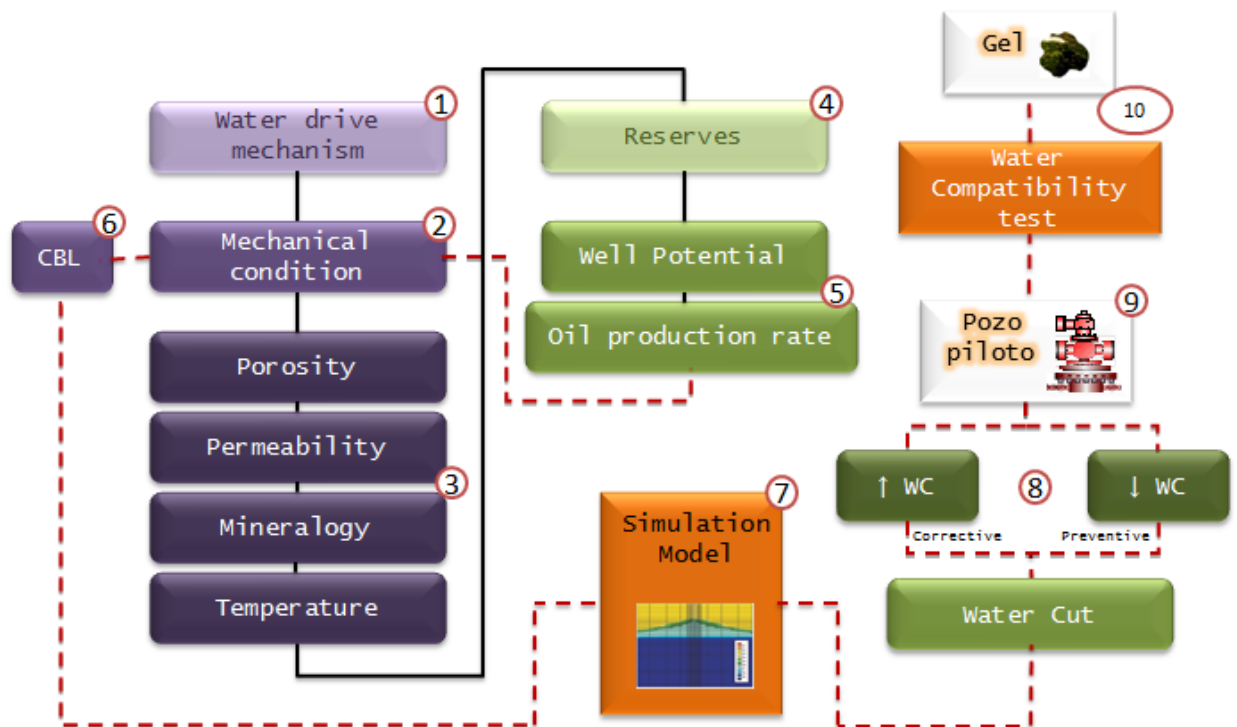 1
Water drive
mechanism
6
CBL
2
Mechanical
condition
Porosity
Permeability
3
Mineralogy
Temperature
4
Reserves
Well Potential
5
Oil production rate
7
Simulation
Model
Gel
10
Water
Compatibility
test
9
Pozo
piloto
↑ WC
8
↓ WC
Corrective
Preventive
Water Cut